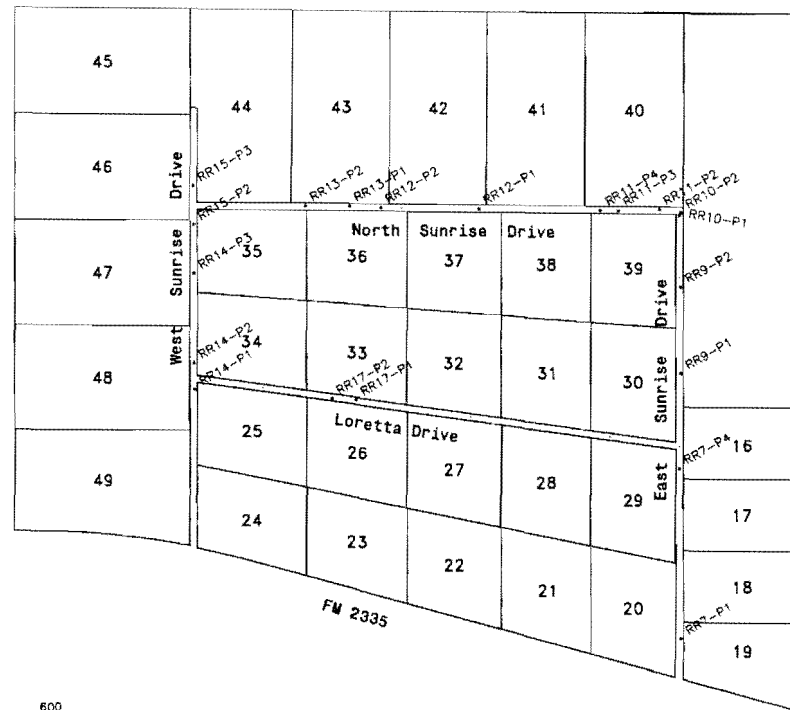 45
44
43
42
41
40
46
RR15-P3
RR13-P2
RR13-P1
RR12-P2
RR12-P1
RR11-P4
RR11-P3
RR11-P2
RR10-P2
RR10-P1
RR15-P2
West Sunrise Drive
North Sunrise Drive
RR14-P3
35
36
37
38
39
RR9-P2
47
East Sunrise Drive
RR14-P2
34
33
32
31
30
RR9-P1
48
RR14-P1
RR17-P2
RR17-P1
Loretta Drive
25
26
27
28
29
RR7-P4
16
49
24
23
22
21
20
17
18
RR7-P1
19
FM 2335
600